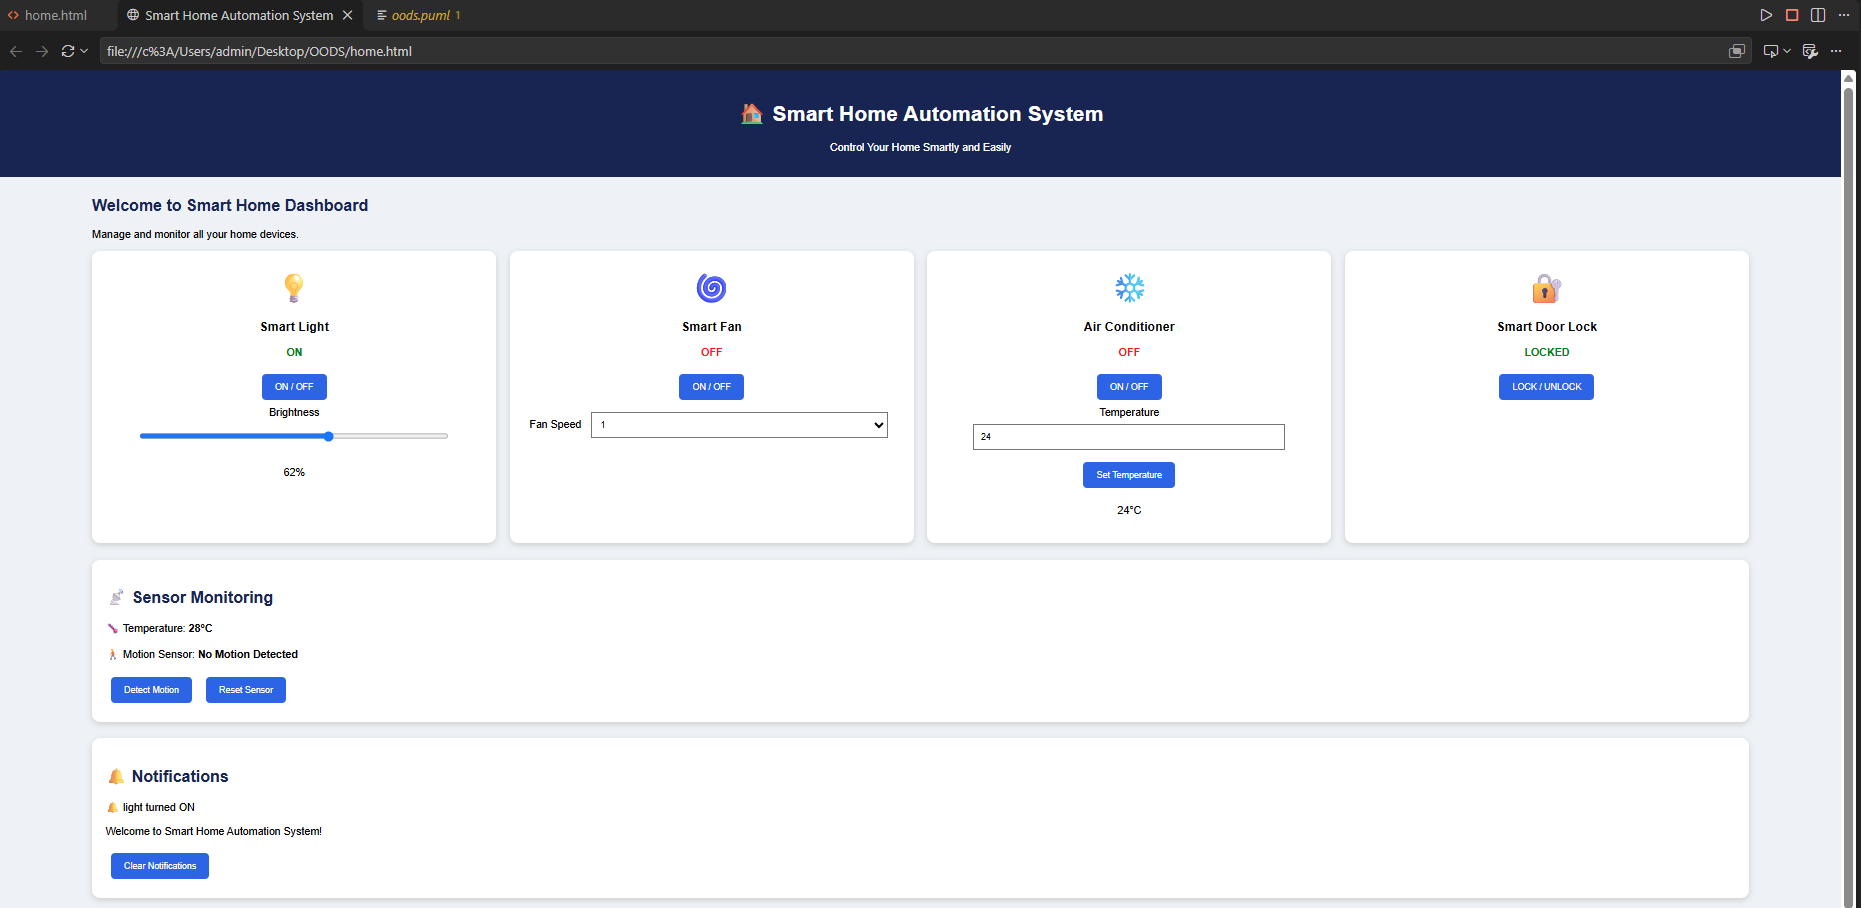 home.html
Smart Home Automation System
oods.puml 1
file:///c%3A/Users/admin/Desktop/OODS/home.html
Smart Home Automation System
Control Your Home Smartly and Easily
Welcome to Smart Home Dashboard
Manage and monitor all your home devices.
Smart Light
ON
ON / OFF
Brightness
62%
Smart Fan
OFF
ON / OFF
Fan Speed 1
Air Conditioner
OFF
ON / OFF
Temperature
24
Set Temperature
24°C
Smart Door Lock
LOCKED
LOCK / UNLOCK
Sensor Monitoring
Temperature: 28°C
Motion Sensor: No Motion Detected
Detect Motion Reset Sensor
Notifications
light turned ON
Welcome to Smart Home Automation System!
Clear Notifications